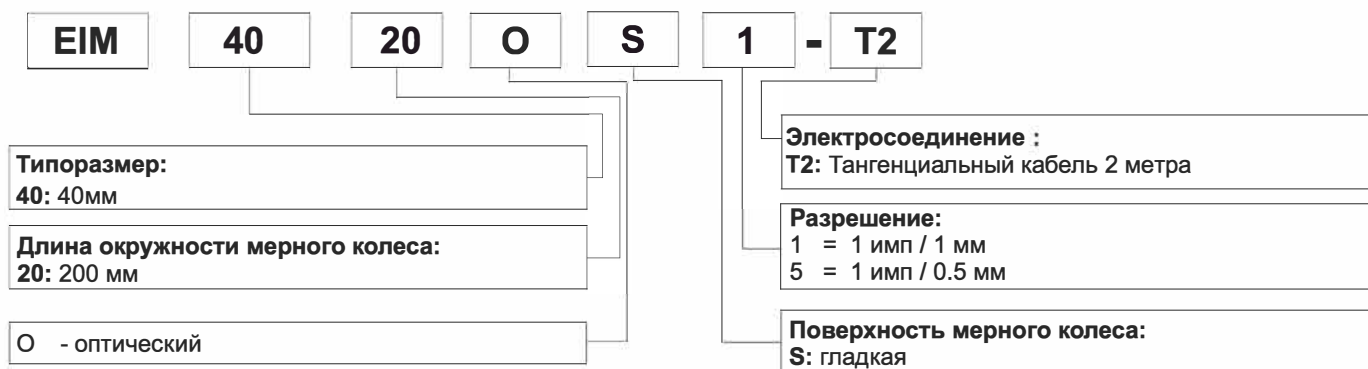 EIM 40 20 O S 1 - T2
Типоразмер:
40: 40мм
Длина окружности мерного колеса:
20: 200 мм
O - оптический
Электросоединение :
T2: Тангенциальный кабель 2 метра
Разрешение:
1 = 1 имп / 1 мм
5 = 1 имп / 0.5 мм
Поверхность мерного колеса:
S: гладкая